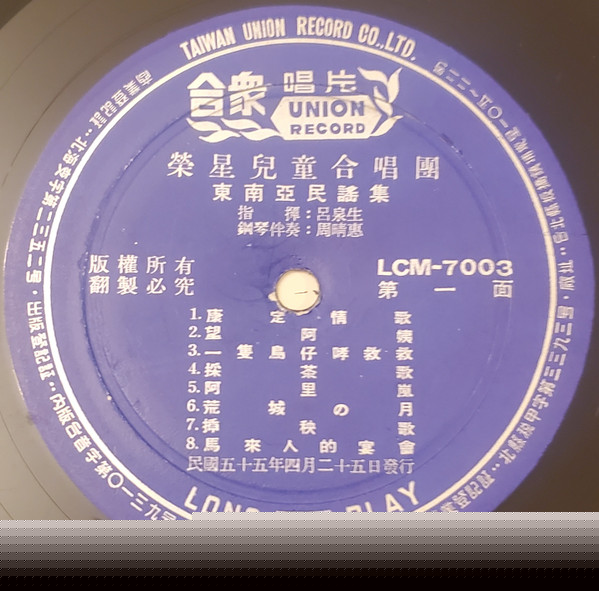 TAIWAN UNION RECORD CO.,LTD.
合眾 唱片
UNION
RECORD
榮星兒童合唱團
東南亞民謠集
指 揮:呂泉生
鋼琴伴奏:周晴惠
版權所有
翻製必究
LCM-7003
第一面
1.康定情歌
2.望阿姨
3.一隻鳥仔哮救救
4.採茶歌
5.阿里嵐
6.荒城の月
7.揷秧歌
8.馬來人的宴會
民國五十五年四月二十五日發行